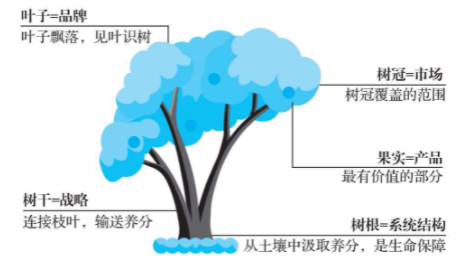 叶子=品牌
叶子飘落，见叶识树
树冠=市场
树冠覆盖的范围
果实=产品
最有价值的部分
树干=战略
连接枝叶，输送养分
树根=系统结构
从土壤中汲取养分，是生命保障